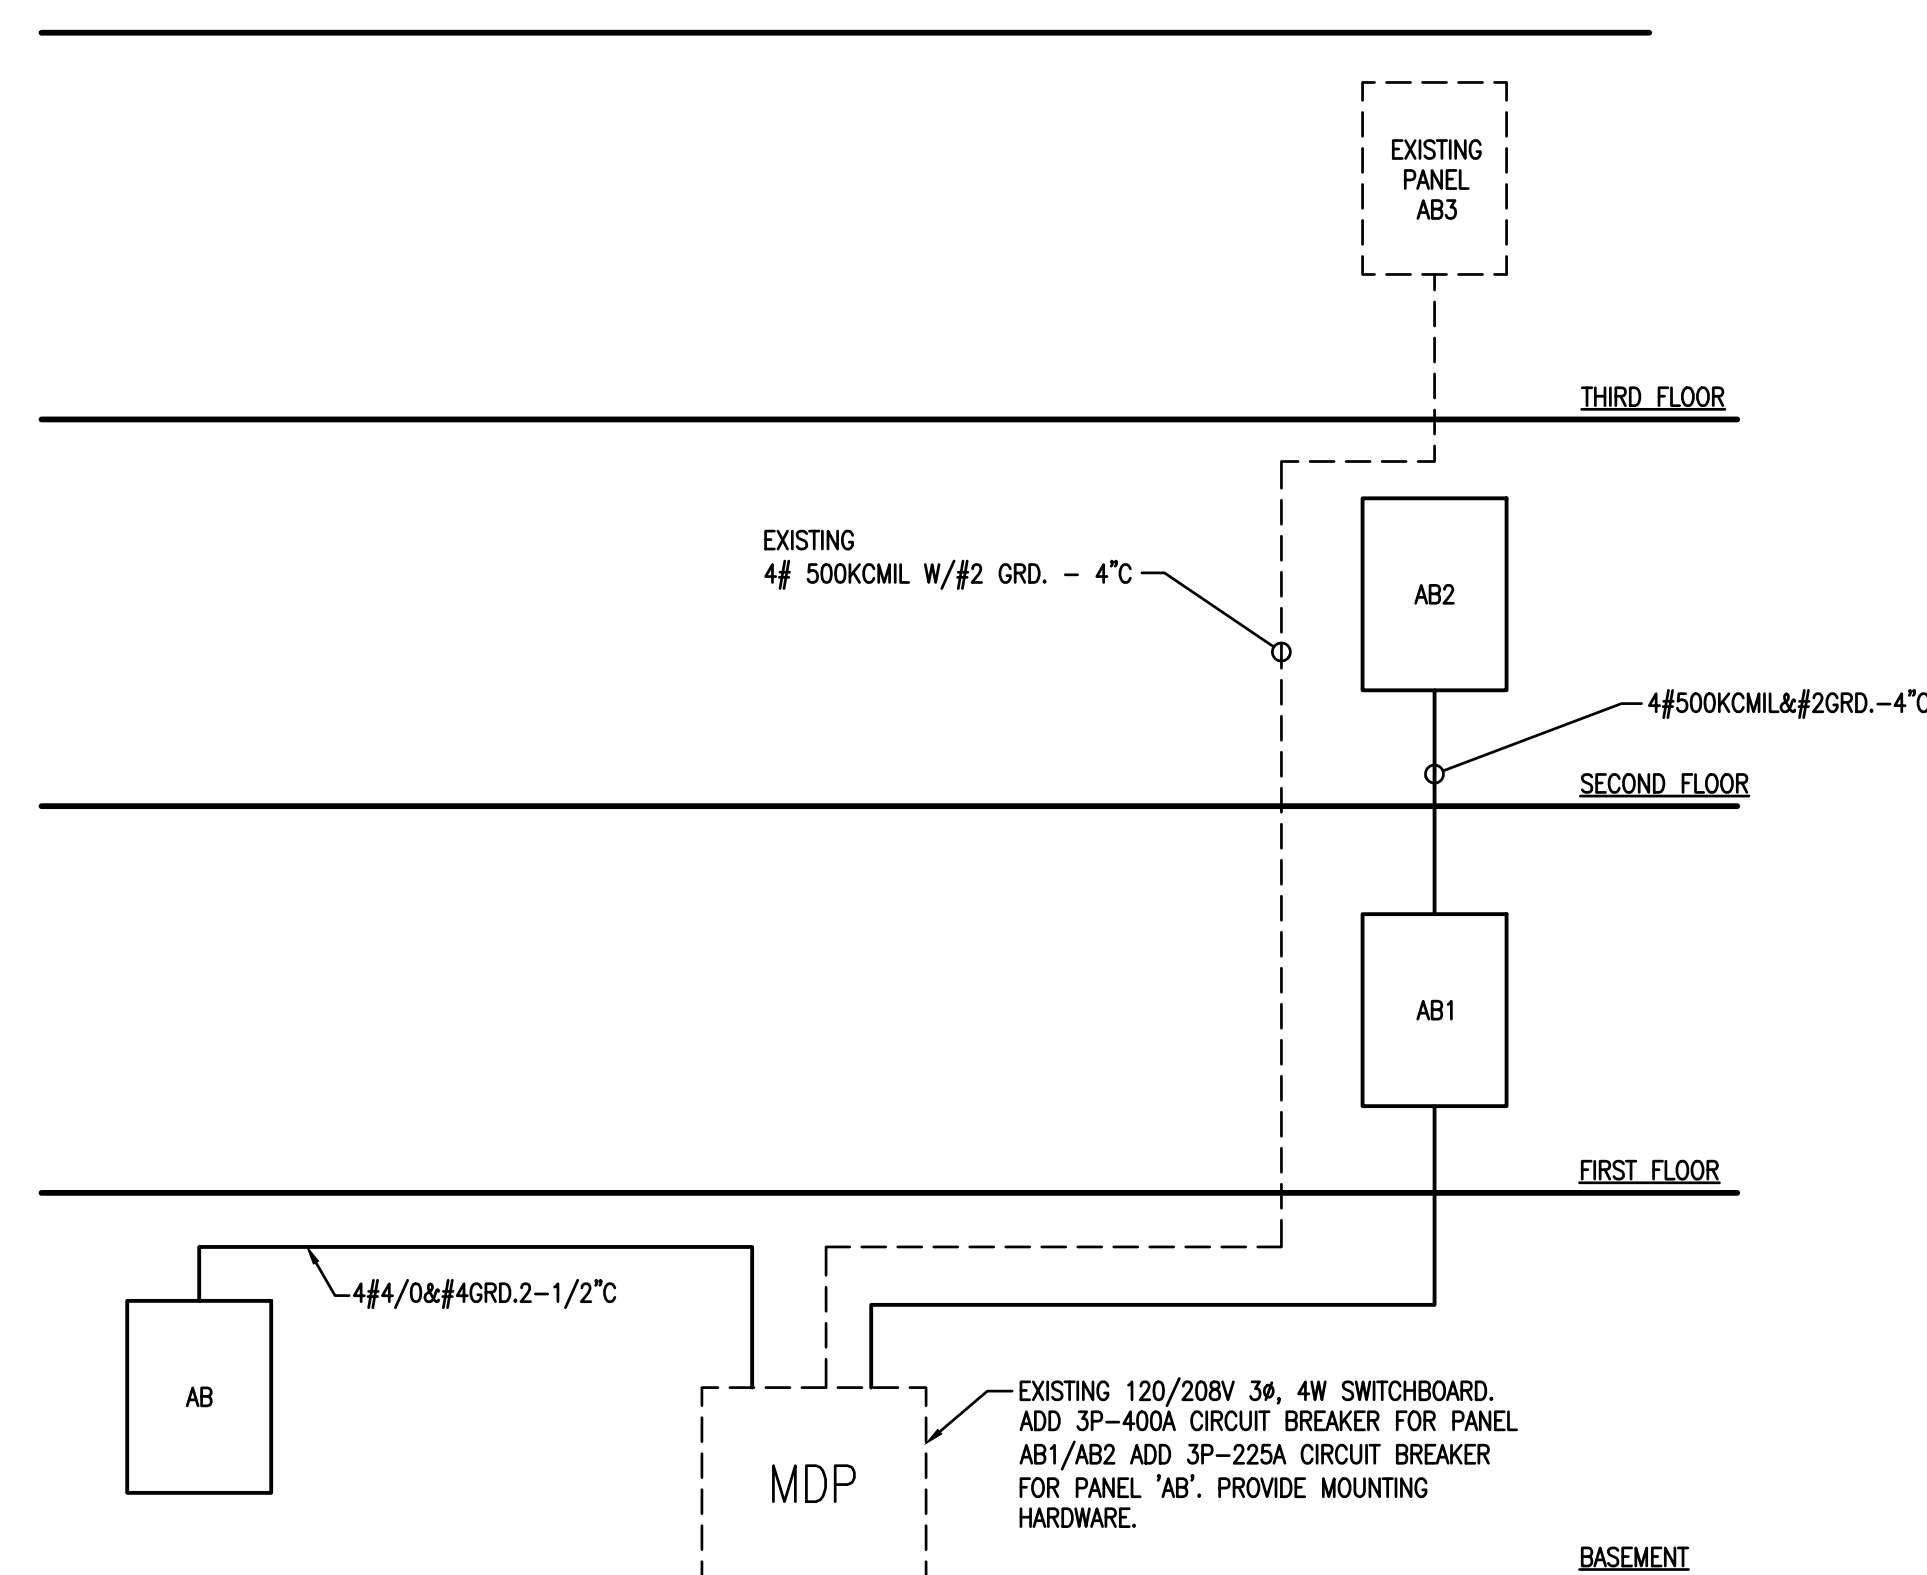 EXISTING
PANEL
AB3
THIRD FLOOR
EXISTING
4# 500KCMIL W/#2 GRD. - 4"C
AB2
4#500KCMIL&#2GRD.-4"C
SECOND FLOOR
AB1
FIRST FLOOR
4#4/0&#4GRD.2-1/2"C
AB
MDP
EXISTING 120/208V 3ø, 4W SWITCHBOARD.
ADD 3P-400A CIRCUIT BREAKER FOR PANEL
AB1/AB2 ADD 3P-225A CIRCUIT BREAKER
FOR PANEL 'AB'. PROVIDE MOUNTING
HARDWARE.
BASEMENT